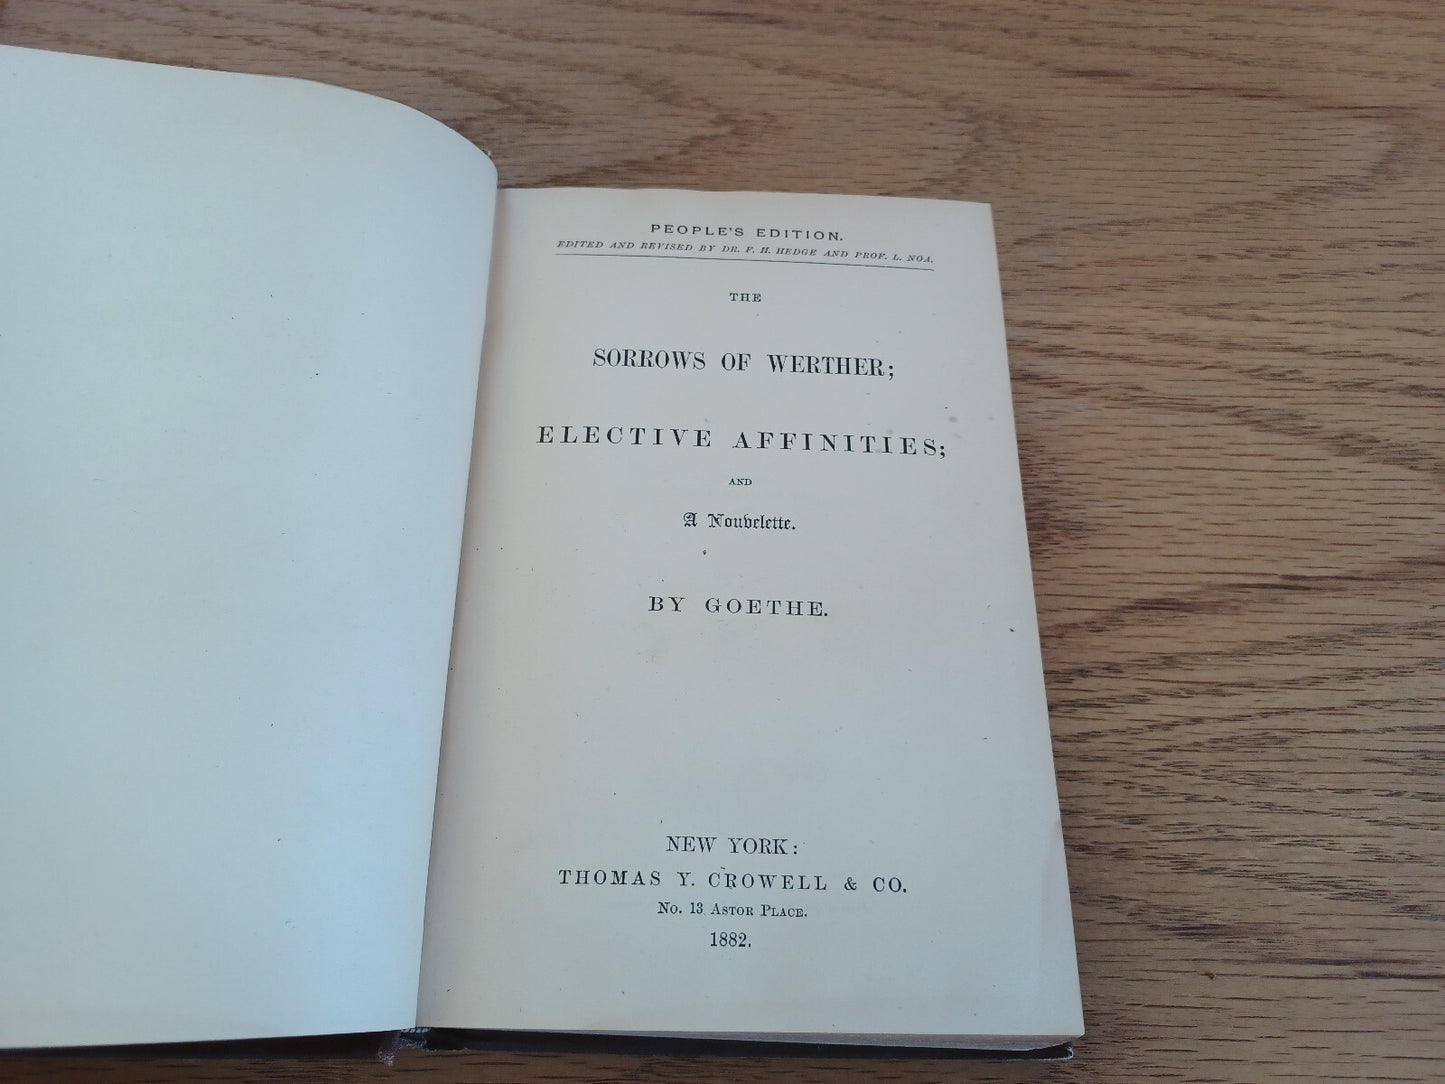 PEOPLE'S EDITION.
EDITED AND REVISED BY DR. F. H. HEDGE AND PROF. L. NOA.
THE
SORROWS OF WERTHER;
ELECTIVE AFFINITIES;
AND
A Nouvelette.
BY GOETHE.
NEW YORK:
THOMAS Y. CROWELL & CO.
No. 13 Astor Place.
1882.